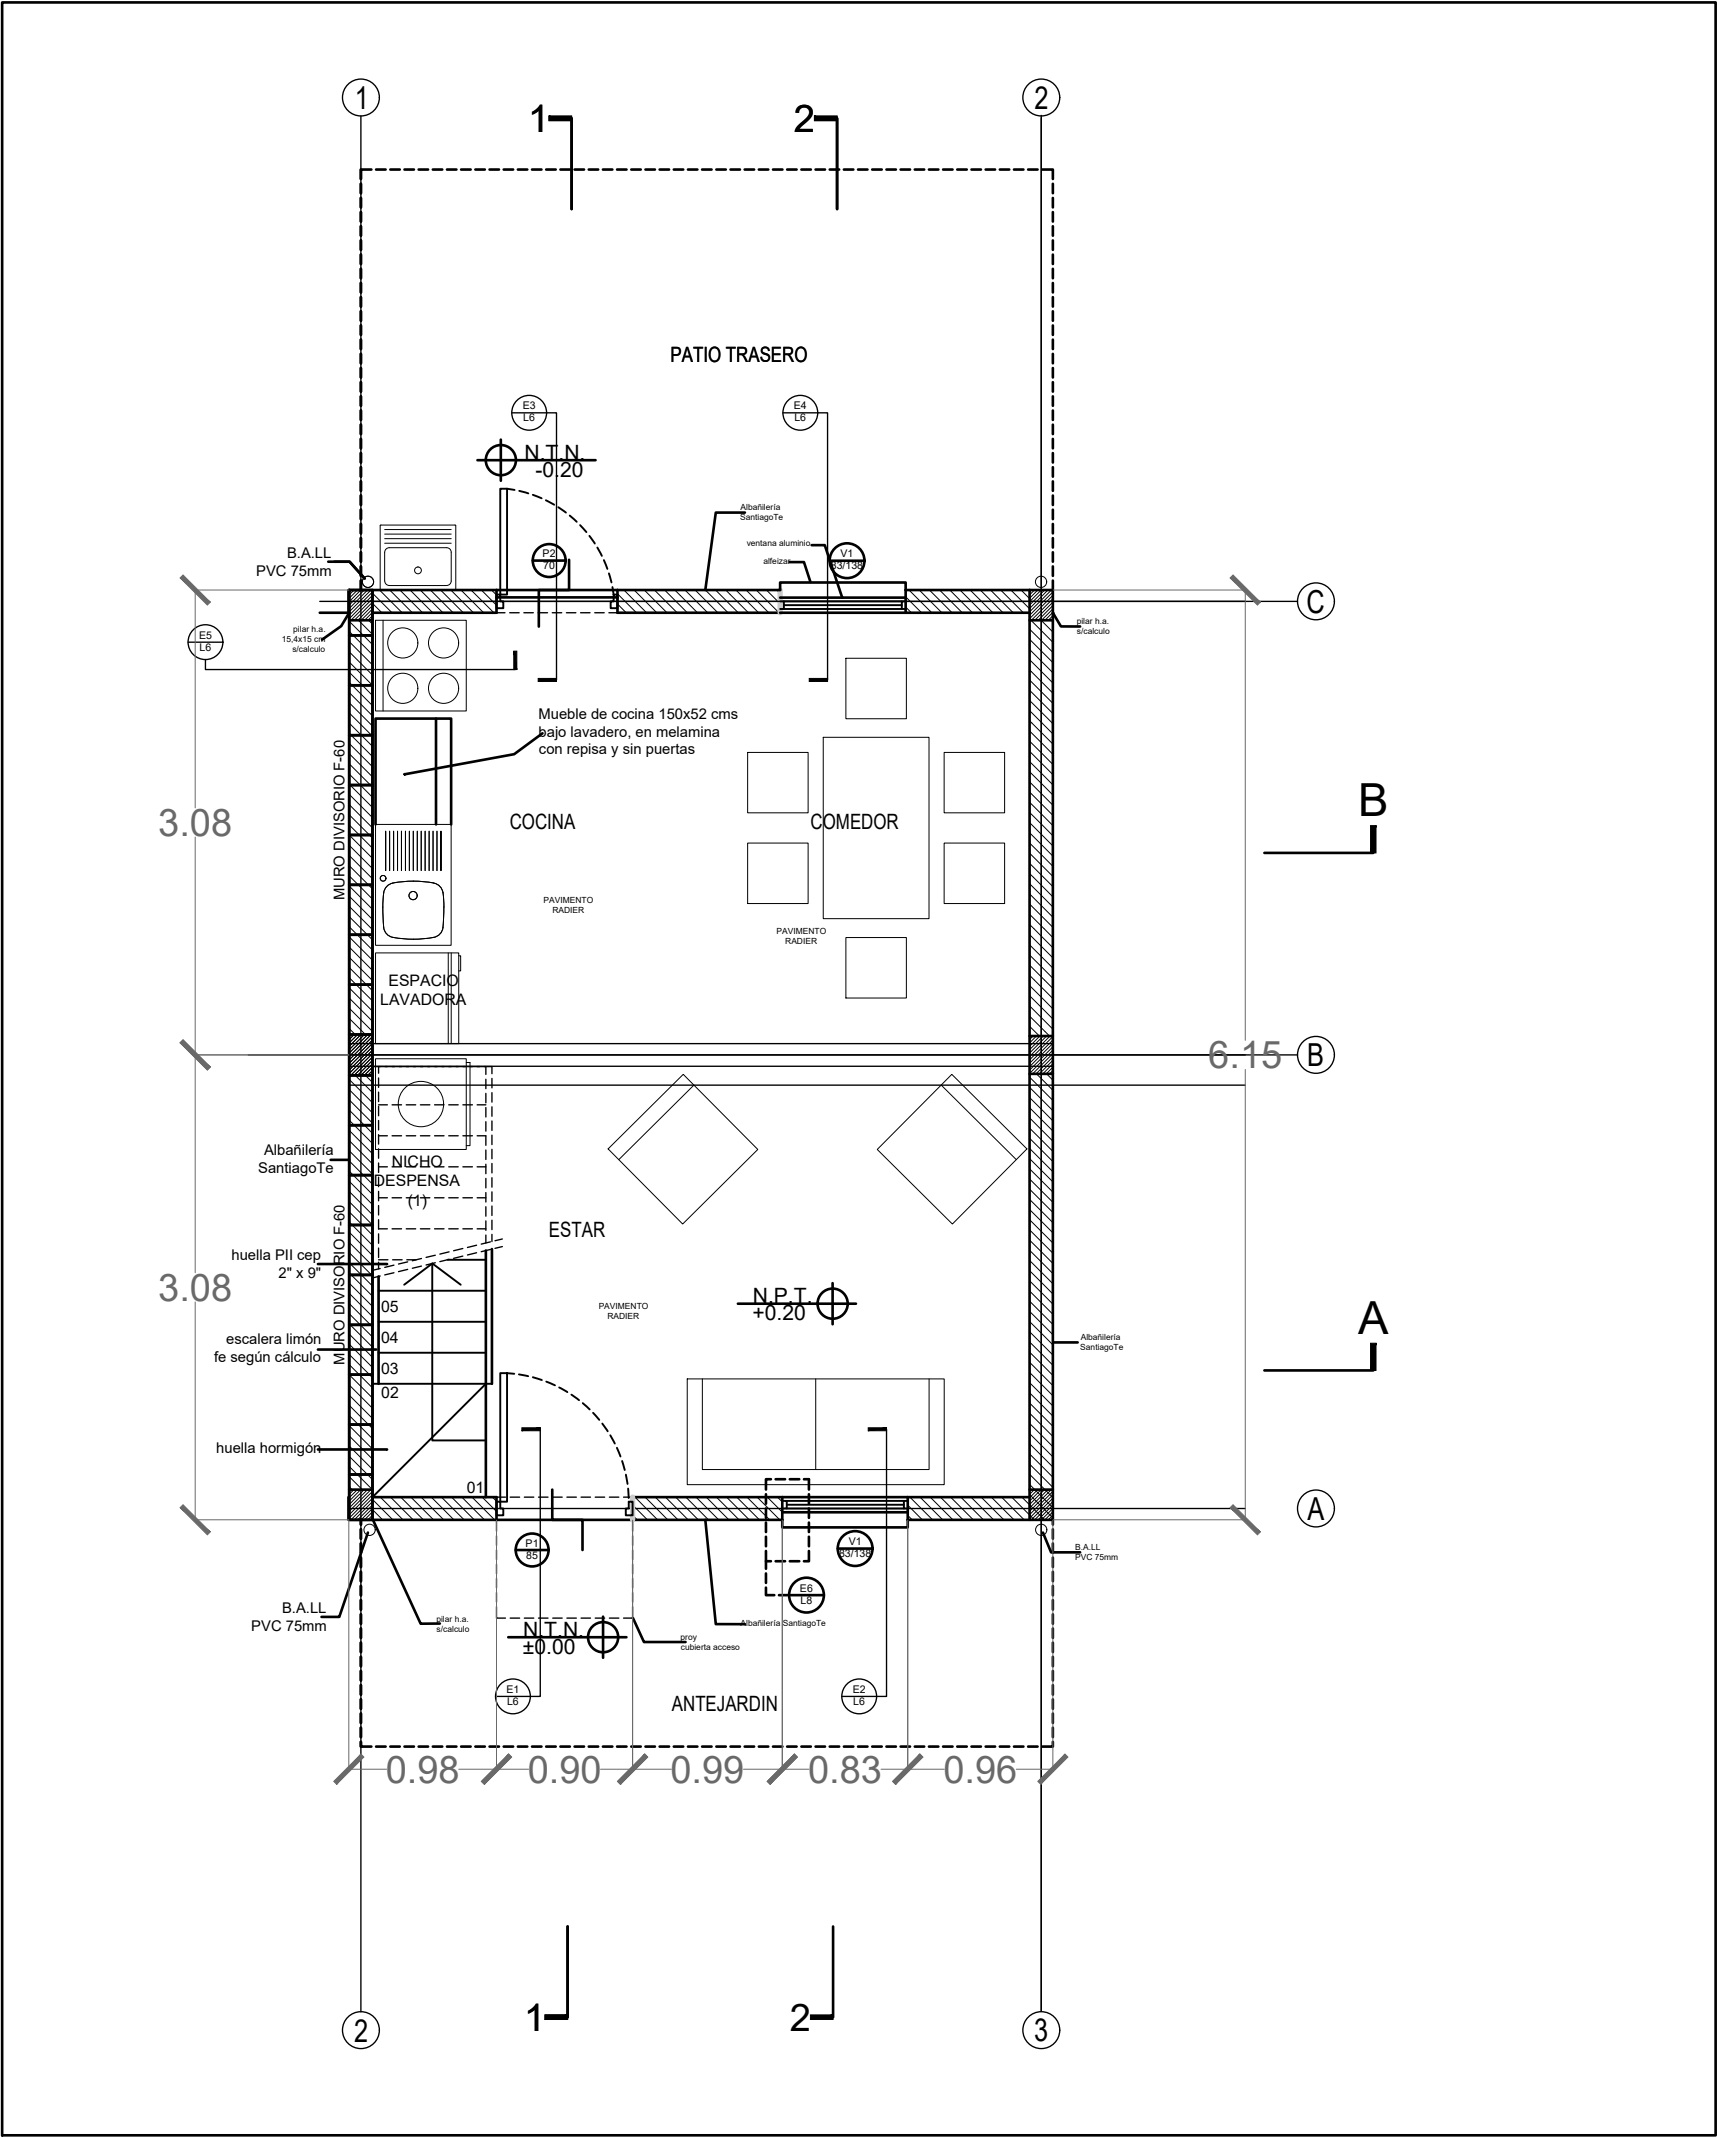 1
2
1
2
PATIO TRASERO
E3
L6
E4
L6
N.T.N.
-0.20
Albañilería
SantiagoTe
ventana aluminio
alfeizar
P2
70
V1
83/138
B.A.LL
PVC 75mm
C
pilar h.a.
15,4x15 cm
s/calculo
E5
L6
pilar h.a.
s/calculo
Mueble de cocina 150x52 cms
bajo lavadero, en melamina
con repisa y sin puertas
MURO DIVISORIO F-60
3.08
COCINA
COMEDOR
B
PAVIMENTO
RADIER
PAVIMENTO
RADIER
ESPACIO
LAVADORA
6.15
B
Albañilería
SantiagoTe
NICHO
DESPENSA
(1)
ESTAR
huella PII cep
2" x 9"
MURO DIVISORIO F-60
3.08
PAVIMENTO
RADIER
N.P.T.
+0.20
A
05
04
03
02
01
escalera limón
fe según cálculo
Albañilería
SantiagoTe
huella hormigón
A
P1
85
V1
83/138
B.A.LL
PVC 75mm
E6
L8
B.A.LL
PVC 75mm
pilar h.a.
s/calculo
Albañilería SantiagoTe
N.T.N.
±0.00
proy
cubierta acceso
E1
L6
E2
L6
ANTEJARDIN
0.98
0.90
0.99
0.83
0.96
1
2
2
3